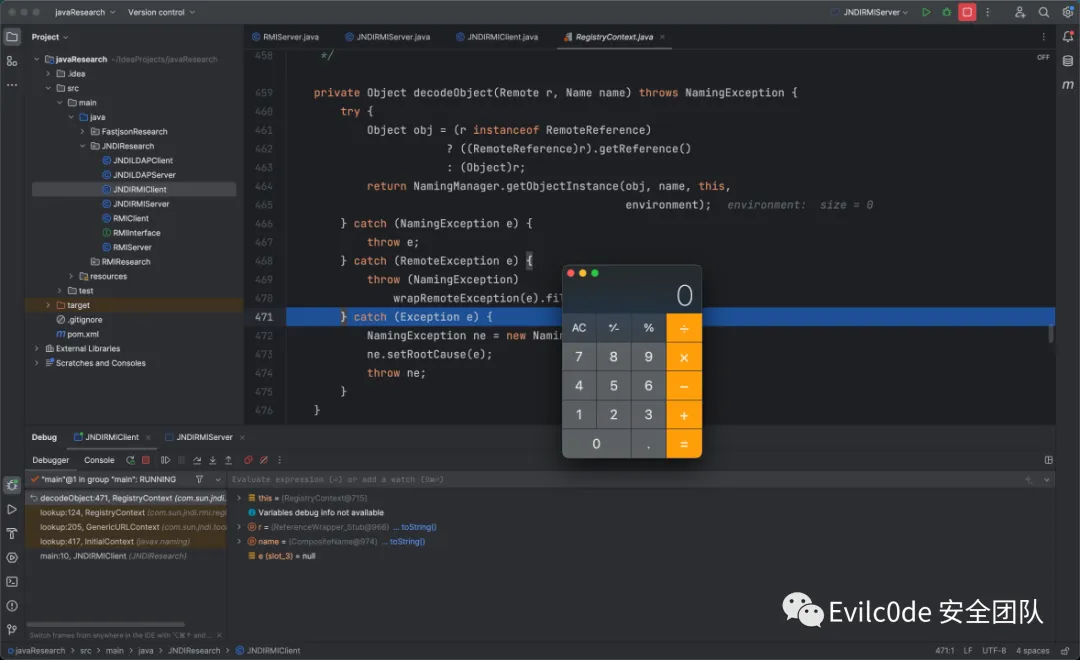 javaResearch
Version control
JNDIRMIServer
Project
RMIServer.java
JNDIRMIServer.java
JNDIRMIClient.java
RegistryContext.java
OFF
javaResearch ~/IdeaProjects/javaResearch
.idea
src
main
java
FastjsonResearch
JNDIResearch
JNDILDAPClient
JNDILDAPServer
JNDIRMIClient
JNDIRMIServer
RMIClient
RMIInterface
RMIServer
RMIResearch
resources
test
target
.gitignore
pom.xml
External Libraries
Scratches and Consoles
458 */
459 private Object decodeObject(Remote r, Name name) throws NamingException {
460 try {
461 Object obj = (r instanceof RemoteReference)
462 ? ((RemoteReference)r).getReference()
463 : (Object)r;
464 return NamingManager.getObjectInstance(obj, name, this,
465 environment); environment: size = 0
466 } catch (NamingException e) {
467 throw e;
468 } catch (RemoteException e) {
469 throw (NamingException)
470 wrapRemoteException(e).fil
471 } catch (Exception e) {
472 NamingException ne = new Namin
473 ne.setRootCause(e);
474 throw ne;
475 }
476 }
0
AC +/- % ÷
7 8 9 ×
4 5 6 −
1 2 3 +
0 . =
Debug
JNDIRMIClient
JNDIRMIServer
Debugger
Console
"main"@1 in group "main": RUNNING
decodeObject:471, RegistryContext (com.sun.jndi.
lookup:124, RegistryContext (com.sun.jndi.rmi.regi
lookup:205, GenericURLContext (com.sun.jndi.too
lookup:417, InitialContext (javax.naming)
main:10, JNDIRMIClient (JNDIResearch)
Switch frames from anywhere in the IDE with ⌥⌘↑ and...
Evaluate expression (⏎) or add a watch (⇧⌘⏎)
this = {RegistryContext@715}
Variables debug info not available
r = {ReferenceWrapper_Stub@966} ... toString()
name = {CompositeName@974} ... toString()
e (slot_3) = null
Evilc0de 安全团队
javaResearch > src > main > java > JNDIResearch > JNDIRMIClient
471:1 LF UTF-8 4 spaces